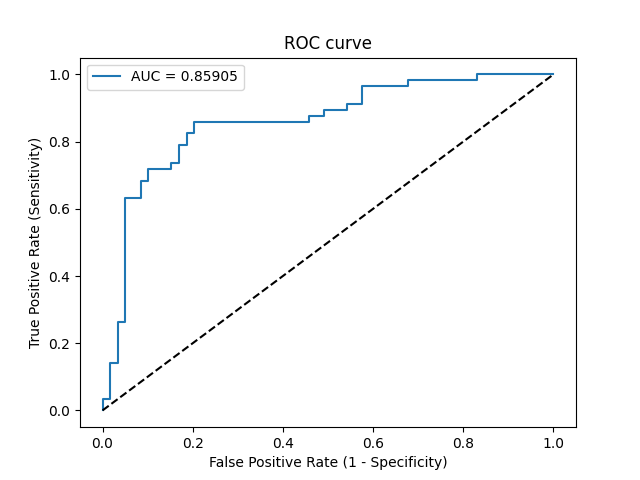 ROC curve
AUC = 0.85905
True Positive Rate (Sensitivity)
1.0
0.8
0.6
0.4
0.2
0.0
0.0 0.2 0.4 0.6 0.8 1.0
False Positive Rate (1 - Specificity)